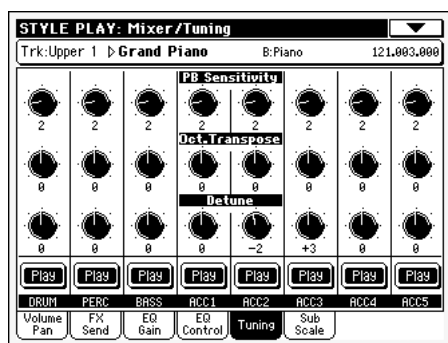 STYLE PLAY: Mixer/Tuning
Trk:Upper 1 ▷Grand Piano B:Piano 121.003.000
PB Sensitivity
2 2 2 2 2 2 2 2
Oct.Transpose
0 0 0 0 0 0 0 0
Detune
0 0 0 0 -2 +3 0 0
Play Play Play Play Play Play Play Play
DRUM PERC BASS ACC1 ACC2 ACC3 ACC4 ACC5
Volume Pan FX Send EQ Gain EQ Control Tuning Sub Scale